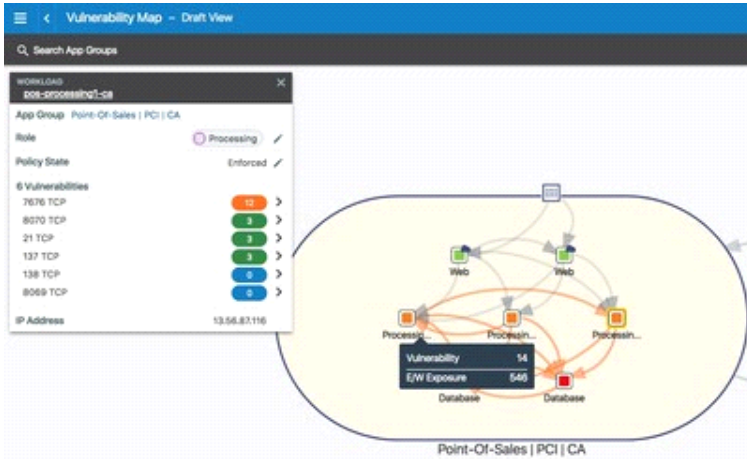 Vulnerability Map – Draft View
Search App Groups
WORKLOAD
pos-processing1-ca
App Group Point-Of-Sales | PCI | CA
Role Processing
Policy State Enforced
6 Vulnerabilities
7676 TCP 12
8070 TCP 3
21 TCP 3
137 TCP 3
138 TCP 0
8069 TCP 0
IP Address 13.56.87.116
Web Web
Processig... Processin... Processin...
Vulnerability 14
E/W Exposure 546
Database Database
Point-Of-Sales | PCI | CA